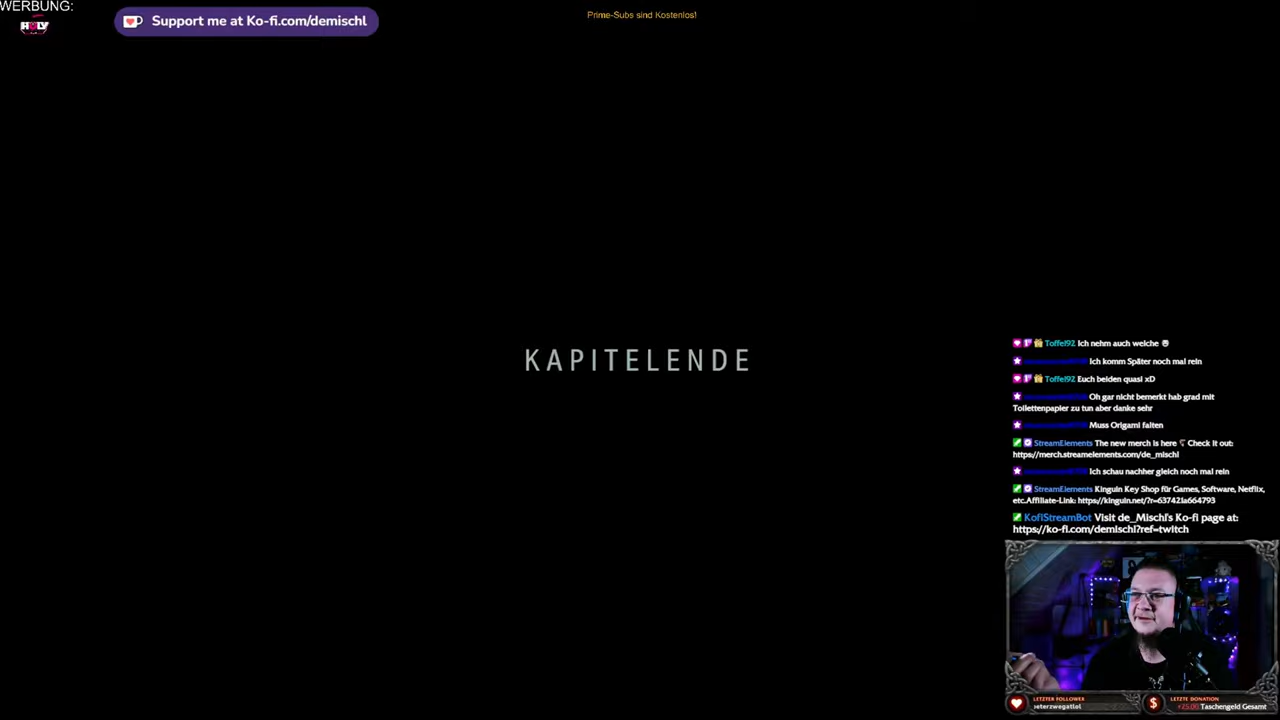 WERBUNG:
HOLY
Support me at Ko-fi.com/demischl
Prime-Subs sind Kostenlos!
KAPITELENDE
Toffel92 Ich nehm auch welche
Ich komm Später noch mal rein
Toffel92 Euch beiden quasi xD
Oh gar nicht bemerkt hab grad mit
Toilettenpapier zu tun aber danke sehr
Muss Origami falten
StreamElements The new merch is here Check it out:
https://merch.streamelements.com/de_mischl
Ich schau nachher gleich noch mal rein
StreamElements Kinguin Key Shop für Games, Software, Netflix,
etc.Affiliate-Link: https://kinguin.net/?r=637421a664793
KofiStreamBot Visit de_Mischl's Ko-fi page at:
https://ko-fi.com/demischl?ref=twitch
LETZTER FOLLOWER
LETZTE DONATION
Taschengeld Gesamt